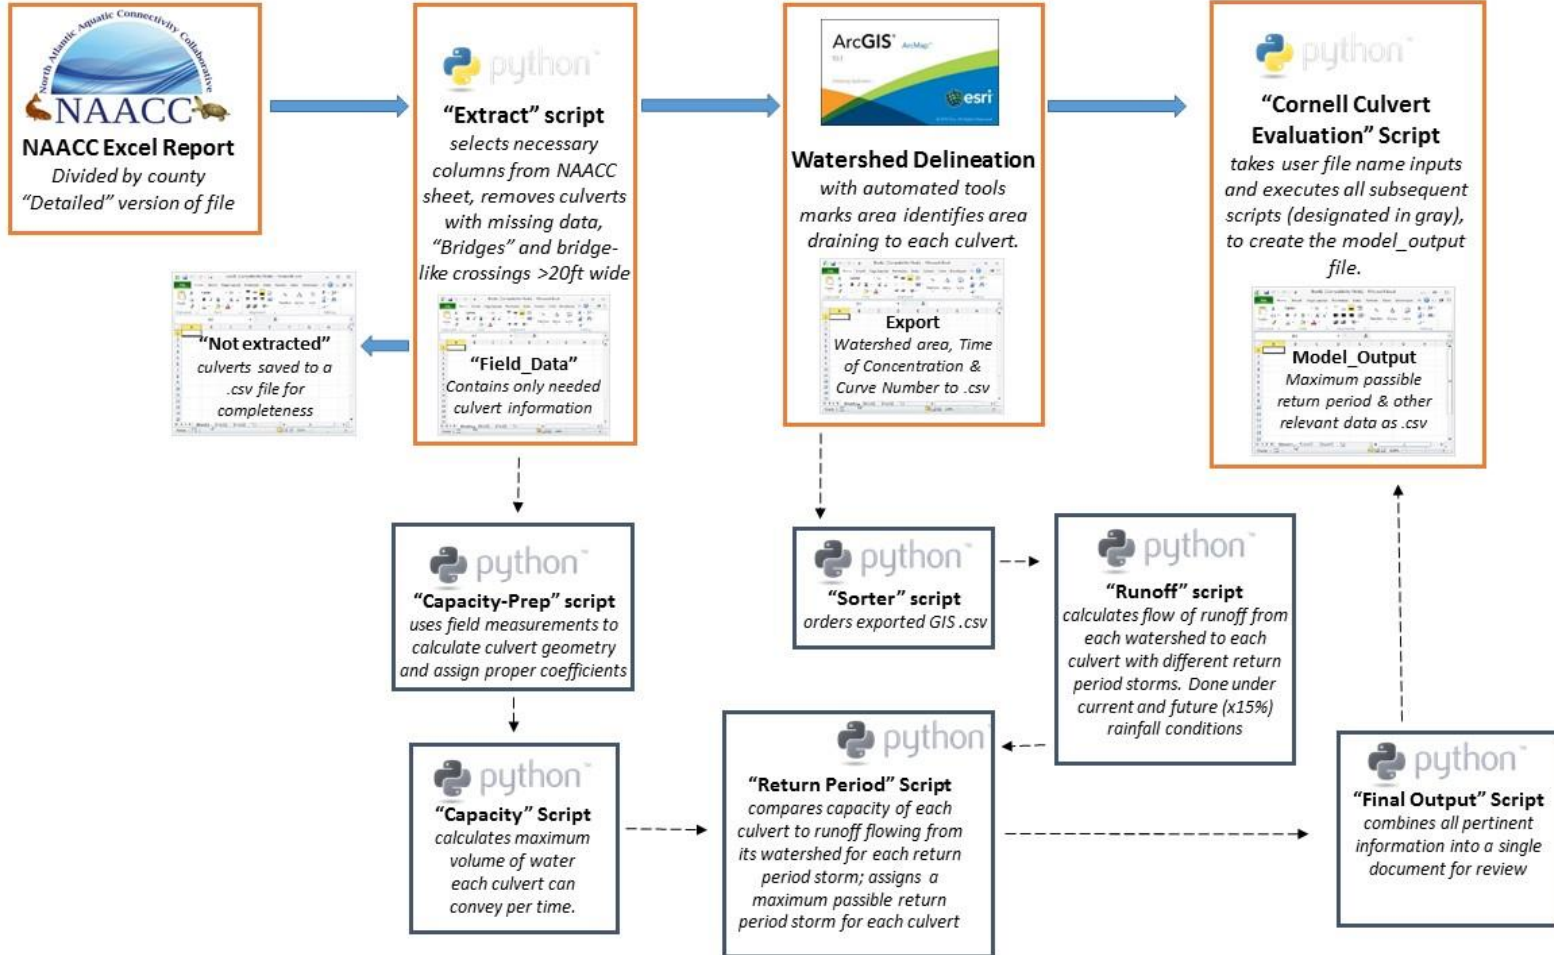 North Atlantic Aquatic Connectivity Collaborative
NAACC
NAACC Excel Report
Divided by county
"Detailed" version of file
python
"Extract" script
selects necessary
columns from NAACC
sheet, removes culverts
with missing data,
"Bridges" and bridge-
like crossings >20ft wide
"Field_Data"
Contains only needed
culvert information
"Not extracted"
culverts saved to a
.csv file for
completeness
ArcGIS
ArcMap
esri
Watershed Delineation
with automated tools
marks area identifies area
draining to each culvert.
Export
Watershed area, Time
of Concentration &
Curve Number to .csv
python
"Cornell Culvert
Evaluation" Script
takes user file name inputs
and executes all subsequent
scripts (designated in gray),
to create the model_output
file.
Model_Output
Maximum passible
return period & other
relevant data as .csv
python™
"Capacity-Prep" script
uses field measurements to
calculate culvert geometry
and assign proper coefficients
python™
"Sorter" script
orders exported GIS .csv
python™
"Runoff" script
calculates flow of runoff from
each watershed to each
culvert with different return
period storms. Done under
current and future (x15%)
rainfall conditions
python™
"Capacity" Script
calculates maximum
volume of water
each culvert can
convey per time.
python
"Return Period" Script
compares capacity of each
culvert to runoff flowing from
its watershed for each return
period storm; assigns a
maximum passible return
period storm for each culvert
python™
"Final Output" Script
combines all pertinent
information into a single
document for review